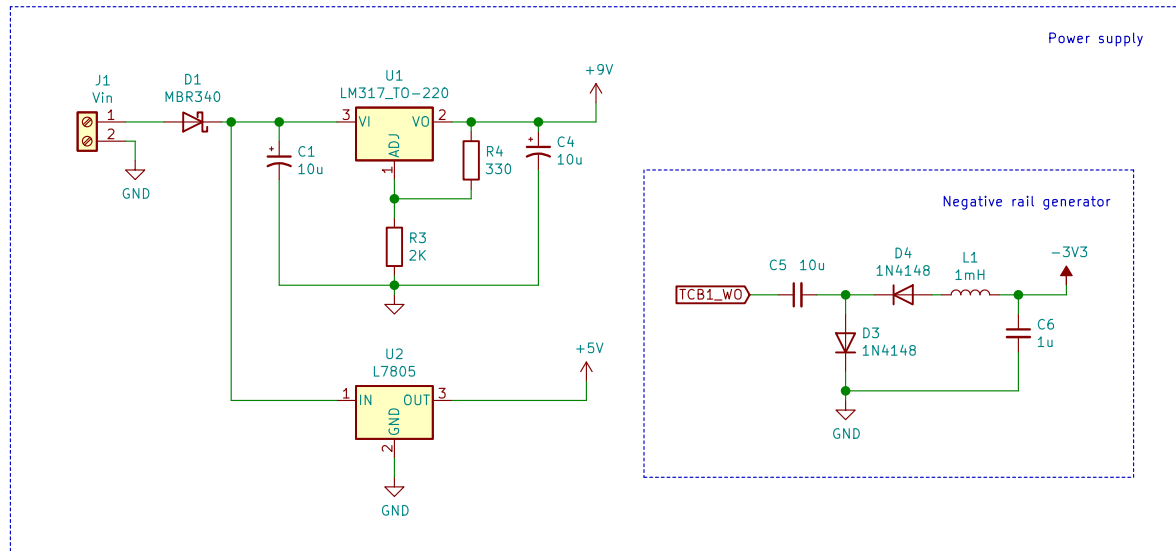 Power supply
J1
Vin
1
2
GND
D1
MBR340
C1
10u
+
U1
LM317_TO-220
3
VI
VO
2
ADJ
1
R4
330
+
C4
10u
+9V
R3
2K
U2
L7805
1
IN
OUT
3
GND
2
GND
+5V
Negative rail generator
TCB1_WO
C5 10u
D4
1N4148
L1
1mH
-3V3
D3
1N4148
C6
1u
GND